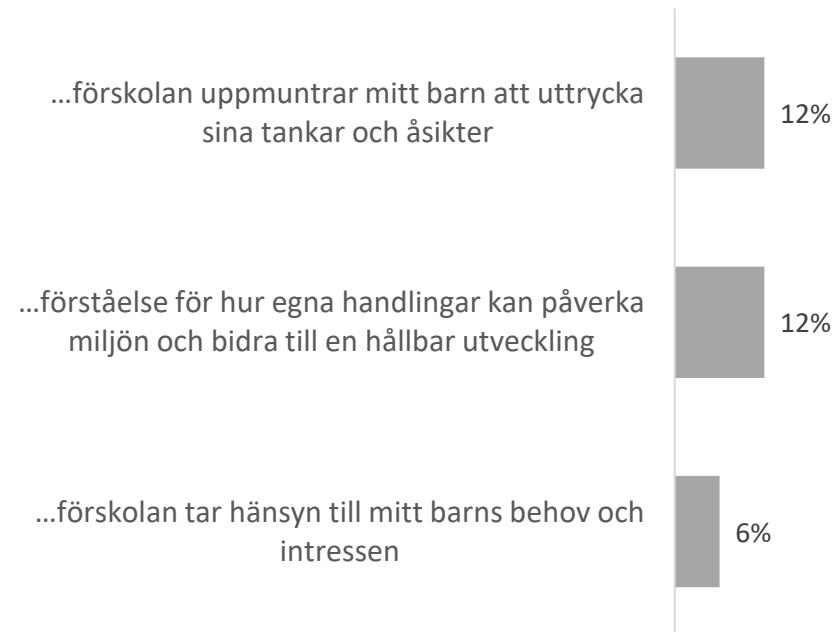 ...förskolan uppmuntrar mitt barn att uttrycka
sina tankar och åsikter
12%
...förståelse för hur egna handlingar kan påverka
miljön och bidra till en hållbar utveckling
12%
...förskolan tar hänsyn till mitt barns behov och
intressen
6%